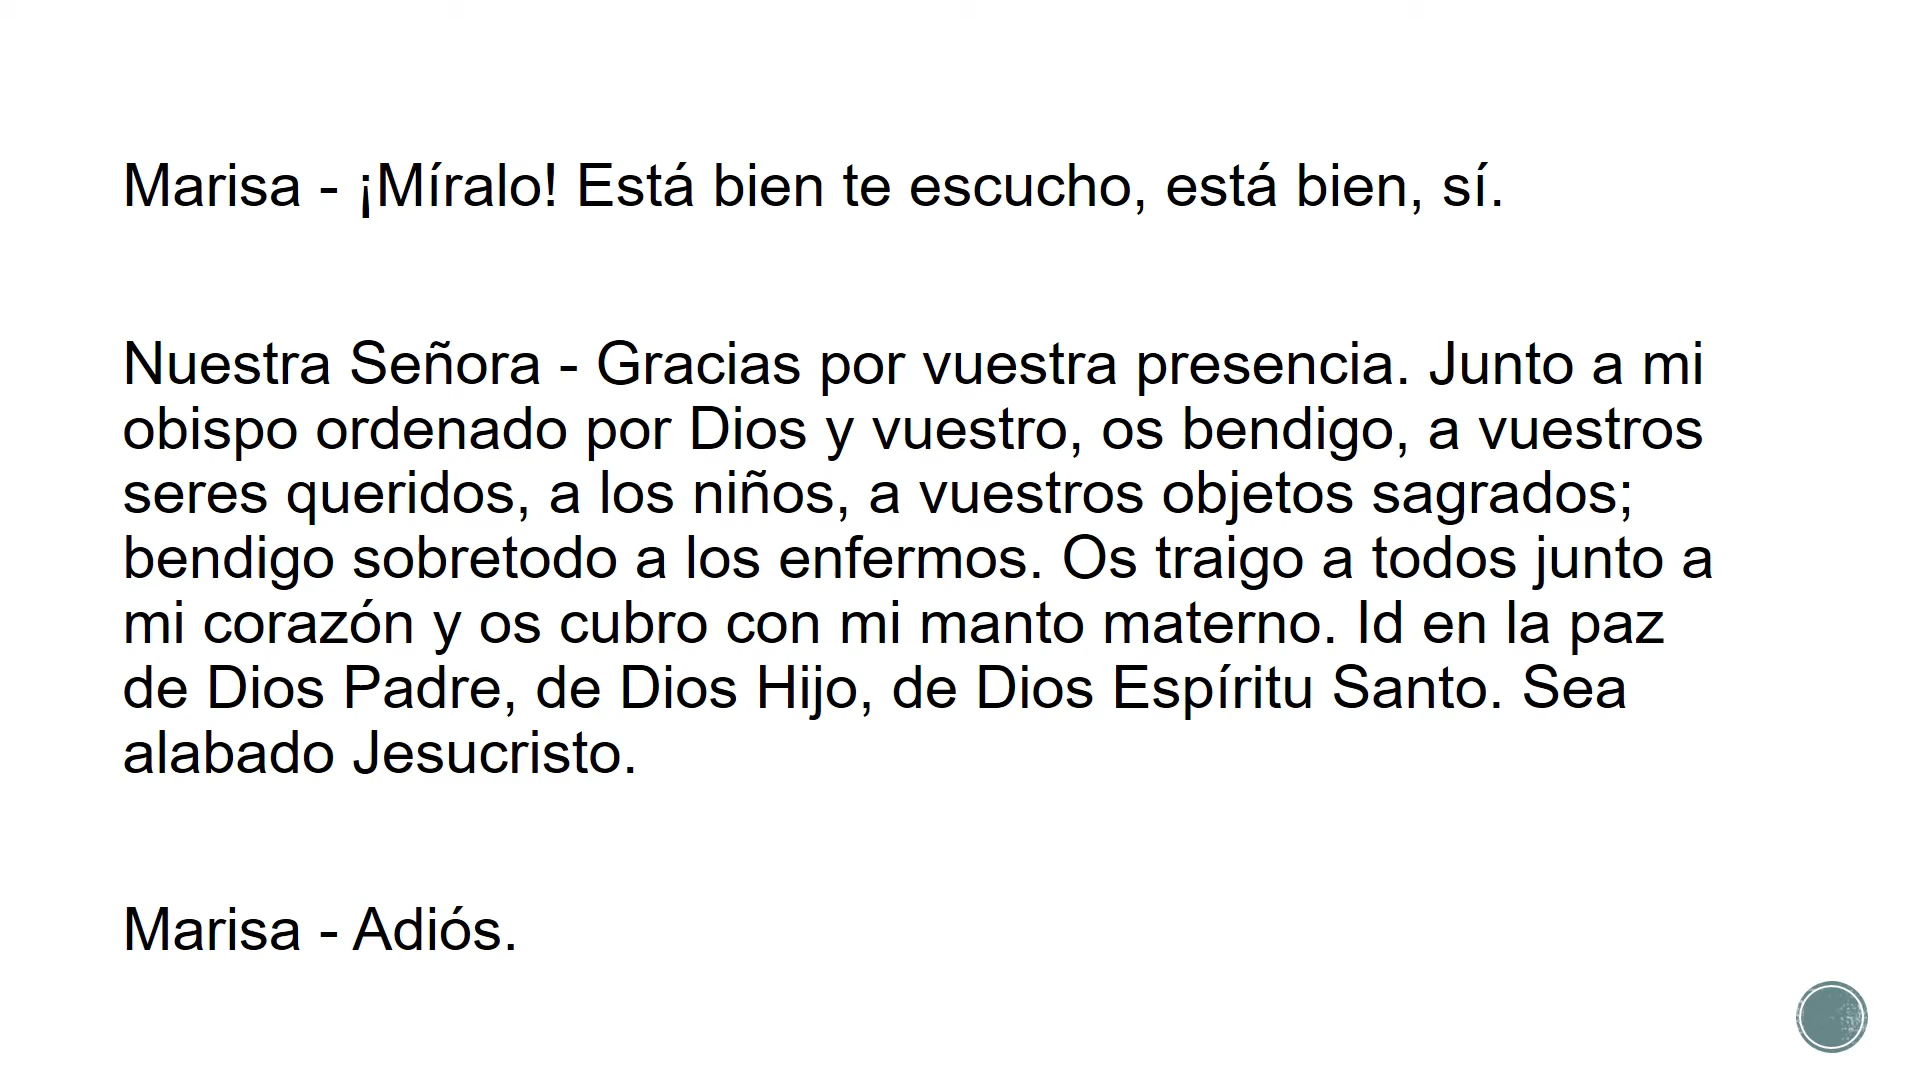 Marisa - ¡Míralo! Está bien te escucho, está bien, sí.
Nuestra Señora - Gracias por vuestra presencia. Junto a mi
obispo ordenado por Dios y vuestro, os bendigo, a vuestros
seres queridos, a los niños, a vuestros objetos sagrados;
bendigo sobretodo a los enfermos. Os traigo a todos junto a
mi corazón y os cubro con mi manto materno. Id en la paz
de Dios Padre, de Dios Hijo, de Dios Espíritu Santo. Sea
alabado Jesucristo.
Marisa - Adiós.